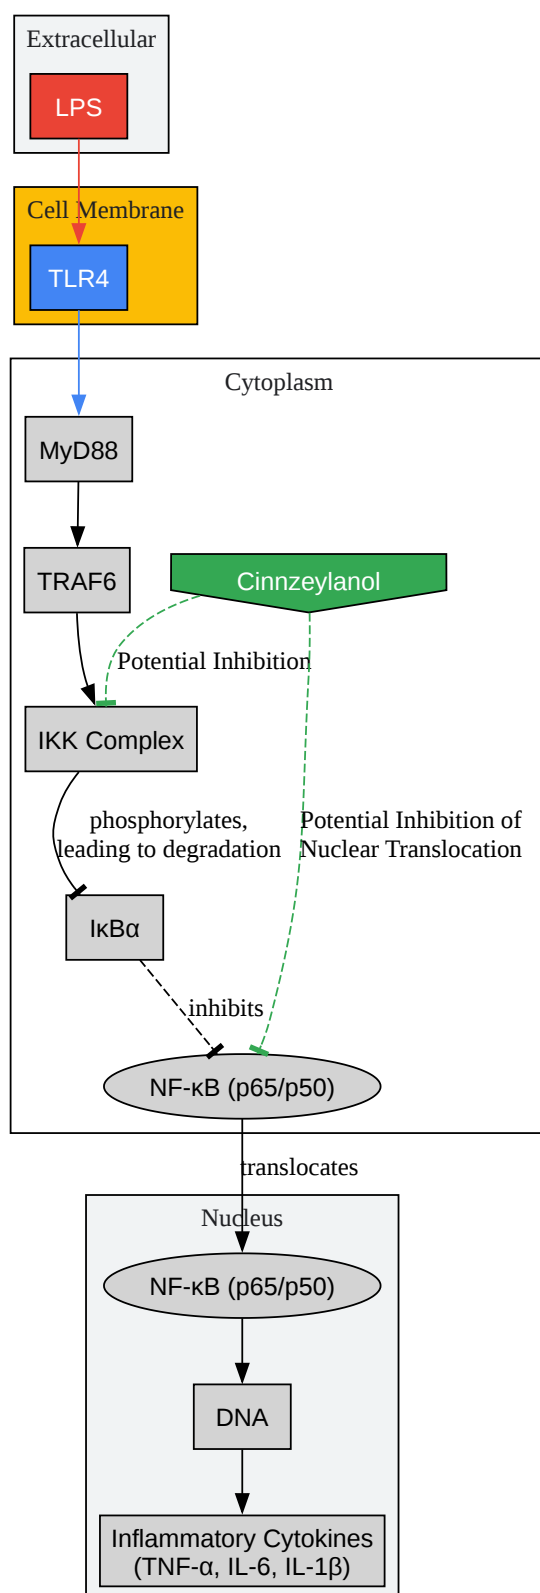 Extracellular
LPS
Cell Membrane
TLR4
Cytoplasm
MyD88
TRAF6
Cinnzeylanol
Potential Inhibition
IKK Complex
phosphorylates,
leading to degradation
Potential Inhibition of
Nuclear Translocation
IκBα
inhibits
NF-κB (p65/p50)
translocates
Nucleus
NF-κB (p65/p50)
DNA
Inflammatory Cytokines
(TNF-α, IL-6, IL-1β)